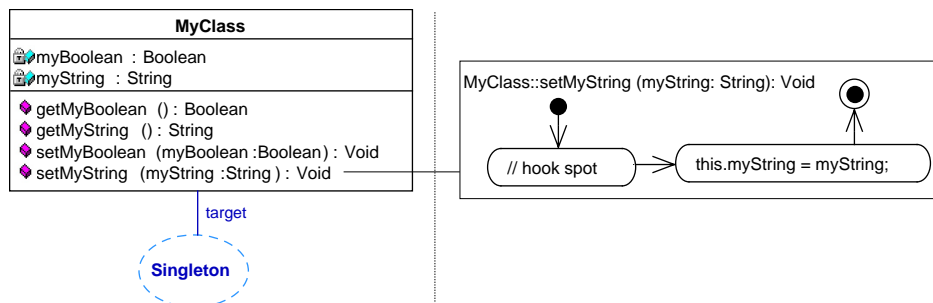 MyClass
myBoolean : Boolean
myString : String
getMyBoolean () : Boolean
getMyString () : String
setMyBoolean (myBoolean :Boolean) : Void
setMyString (myString :String ) : Void
target
Singleton
MyClass::setMyString (myString: String): Void
// hook spot
this.myString = myString;